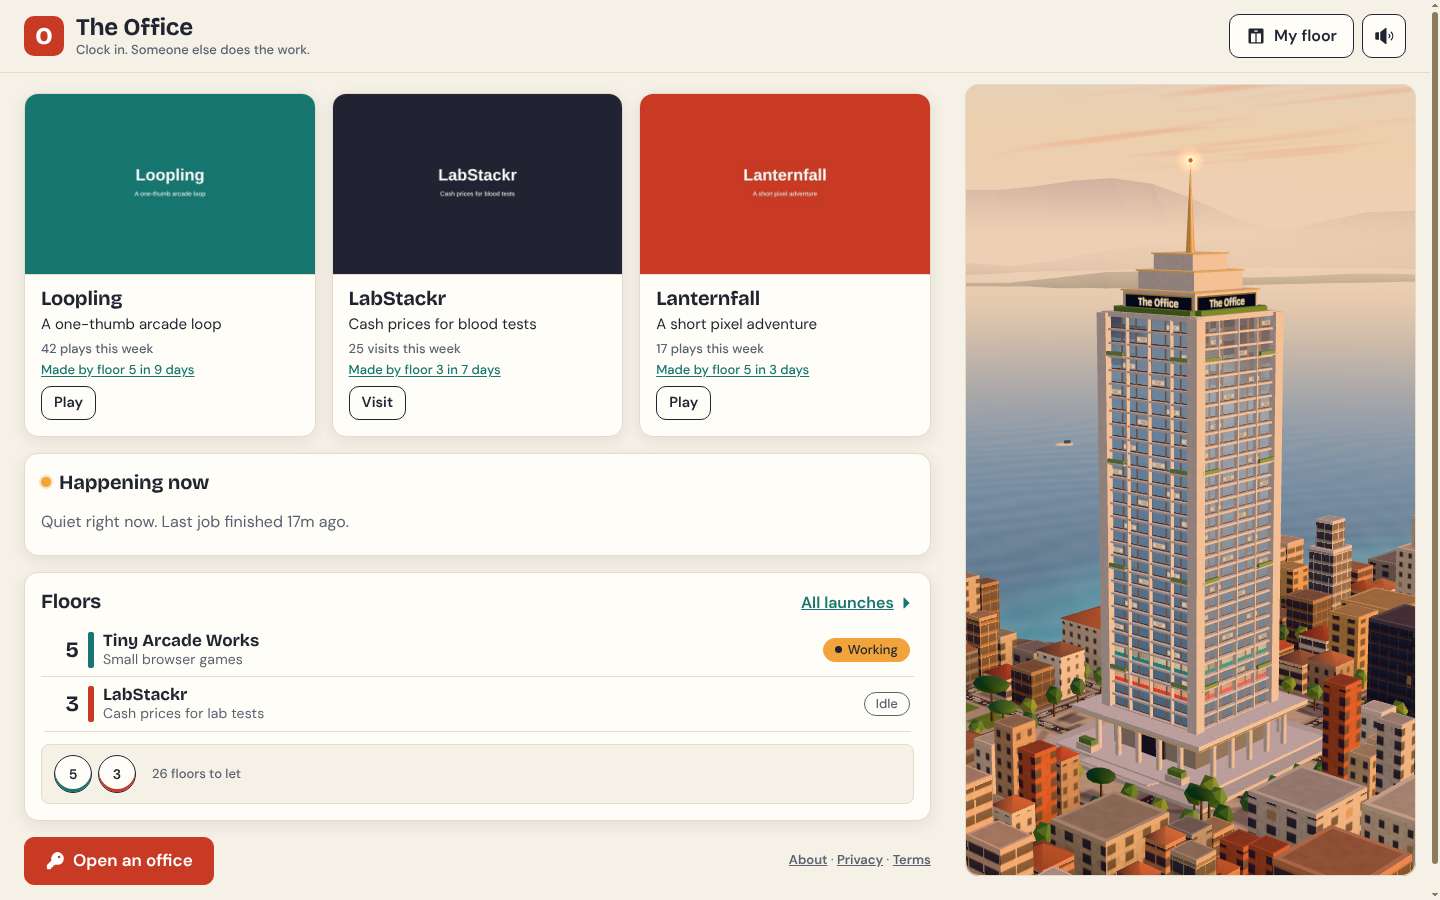 O
The Office
Clock in. Someone else does the work.
My floor
Loopling
A one-thumb arcade loop
LabStackr
Cash prices for blood tests
Lanternfall
A short pixel adventure
Loopling
A one-thumb arcade loop
42 plays this week
Made by floor 5 in 9 days
Play
LabStackr
Cash prices for blood tests
25 visits this week
Made by floor 3 in 7 days
Visit
Lanternfall
A short pixel adventure
17 plays this week
Made by floor 5 in 3 days
Play
Happening now
Quiet right now. Last job finished 17m ago.
Floors
All launches
5
Tiny Arcade Works
Small browser games
Working
3
LabStackr
Cash prices for lab tests
Idle
5
3
26 floors to let
Open an office
About · Privacy · Terms
The Office
The Office